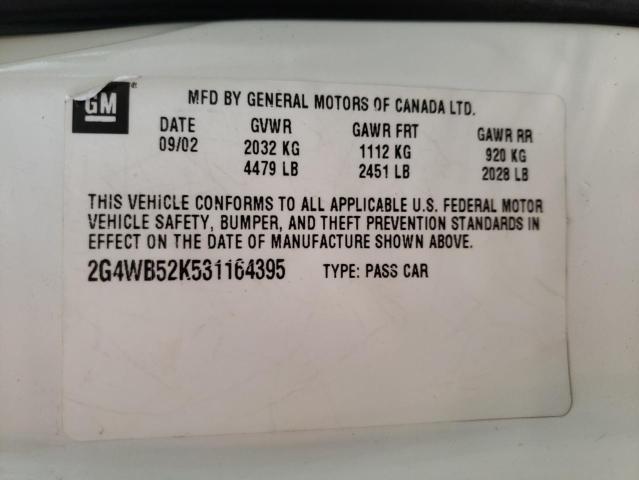 GM
MFD BY GENERAL MOTORS OF CANADA LTD.
DATE GVWR GAWR FRT GAWR RR
09/02 2032 KG 1112 KG 920 KG
4479 LB 2451 LB 2028 LB
THIS VEHICLE CONFORMS TO ALL APPLICABLE U.S. FEDERAL MOTOR
VEHICLE SAFETY, BUMPER, AND THEFT PREVENTION STANDARDS IN
EFFECT ON THE DATE OF MANUFACTURE SHOWN ABOVE.
2G4WB52K531164395 TYPE: PASS CAR